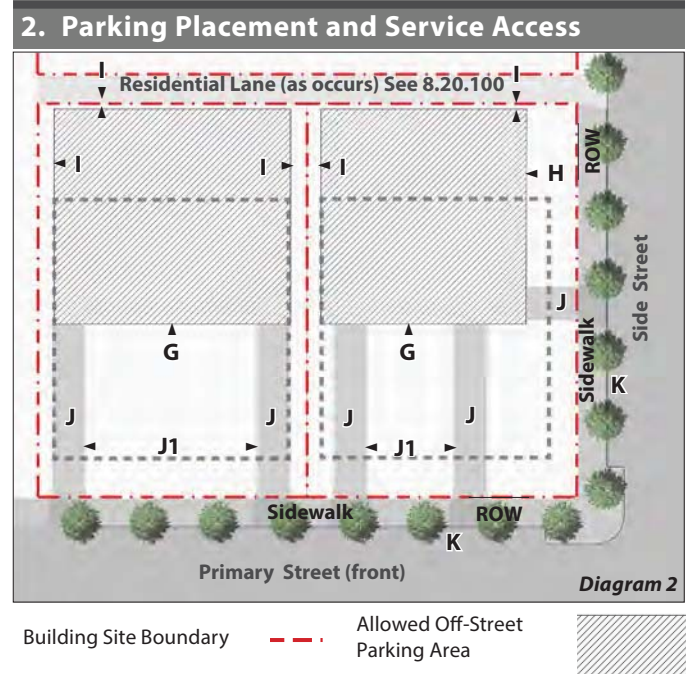 2. Parking Placement and Service Access
I
I
Residential Lane (as occurs) See 8.20.100
ROW
I
I
I
H
Side Street
J
G
G
Sidewalk
K
J
J
J
J
J1
J1
Sidewalk
ROW
K
Primary Street (front)
Diagram 2
Building Site Boundary
Allowed Off-Street
Parking Area